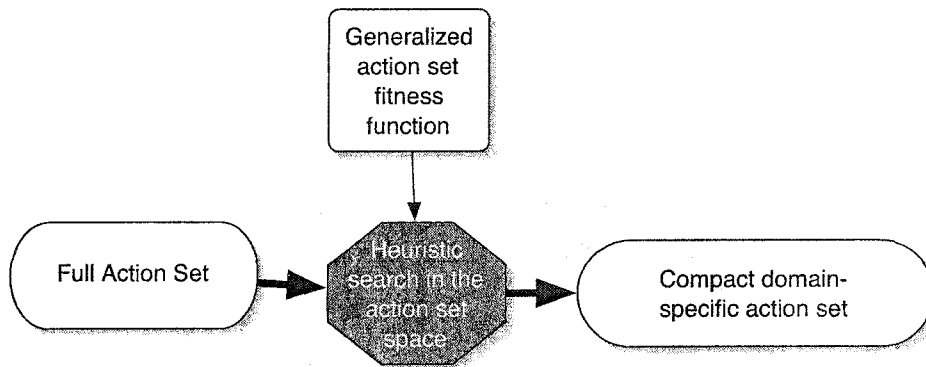 Generalized
action set
fitness
function
Full Action Set
Heuristic
search in the
action set
space
Compact domain-
specific action set